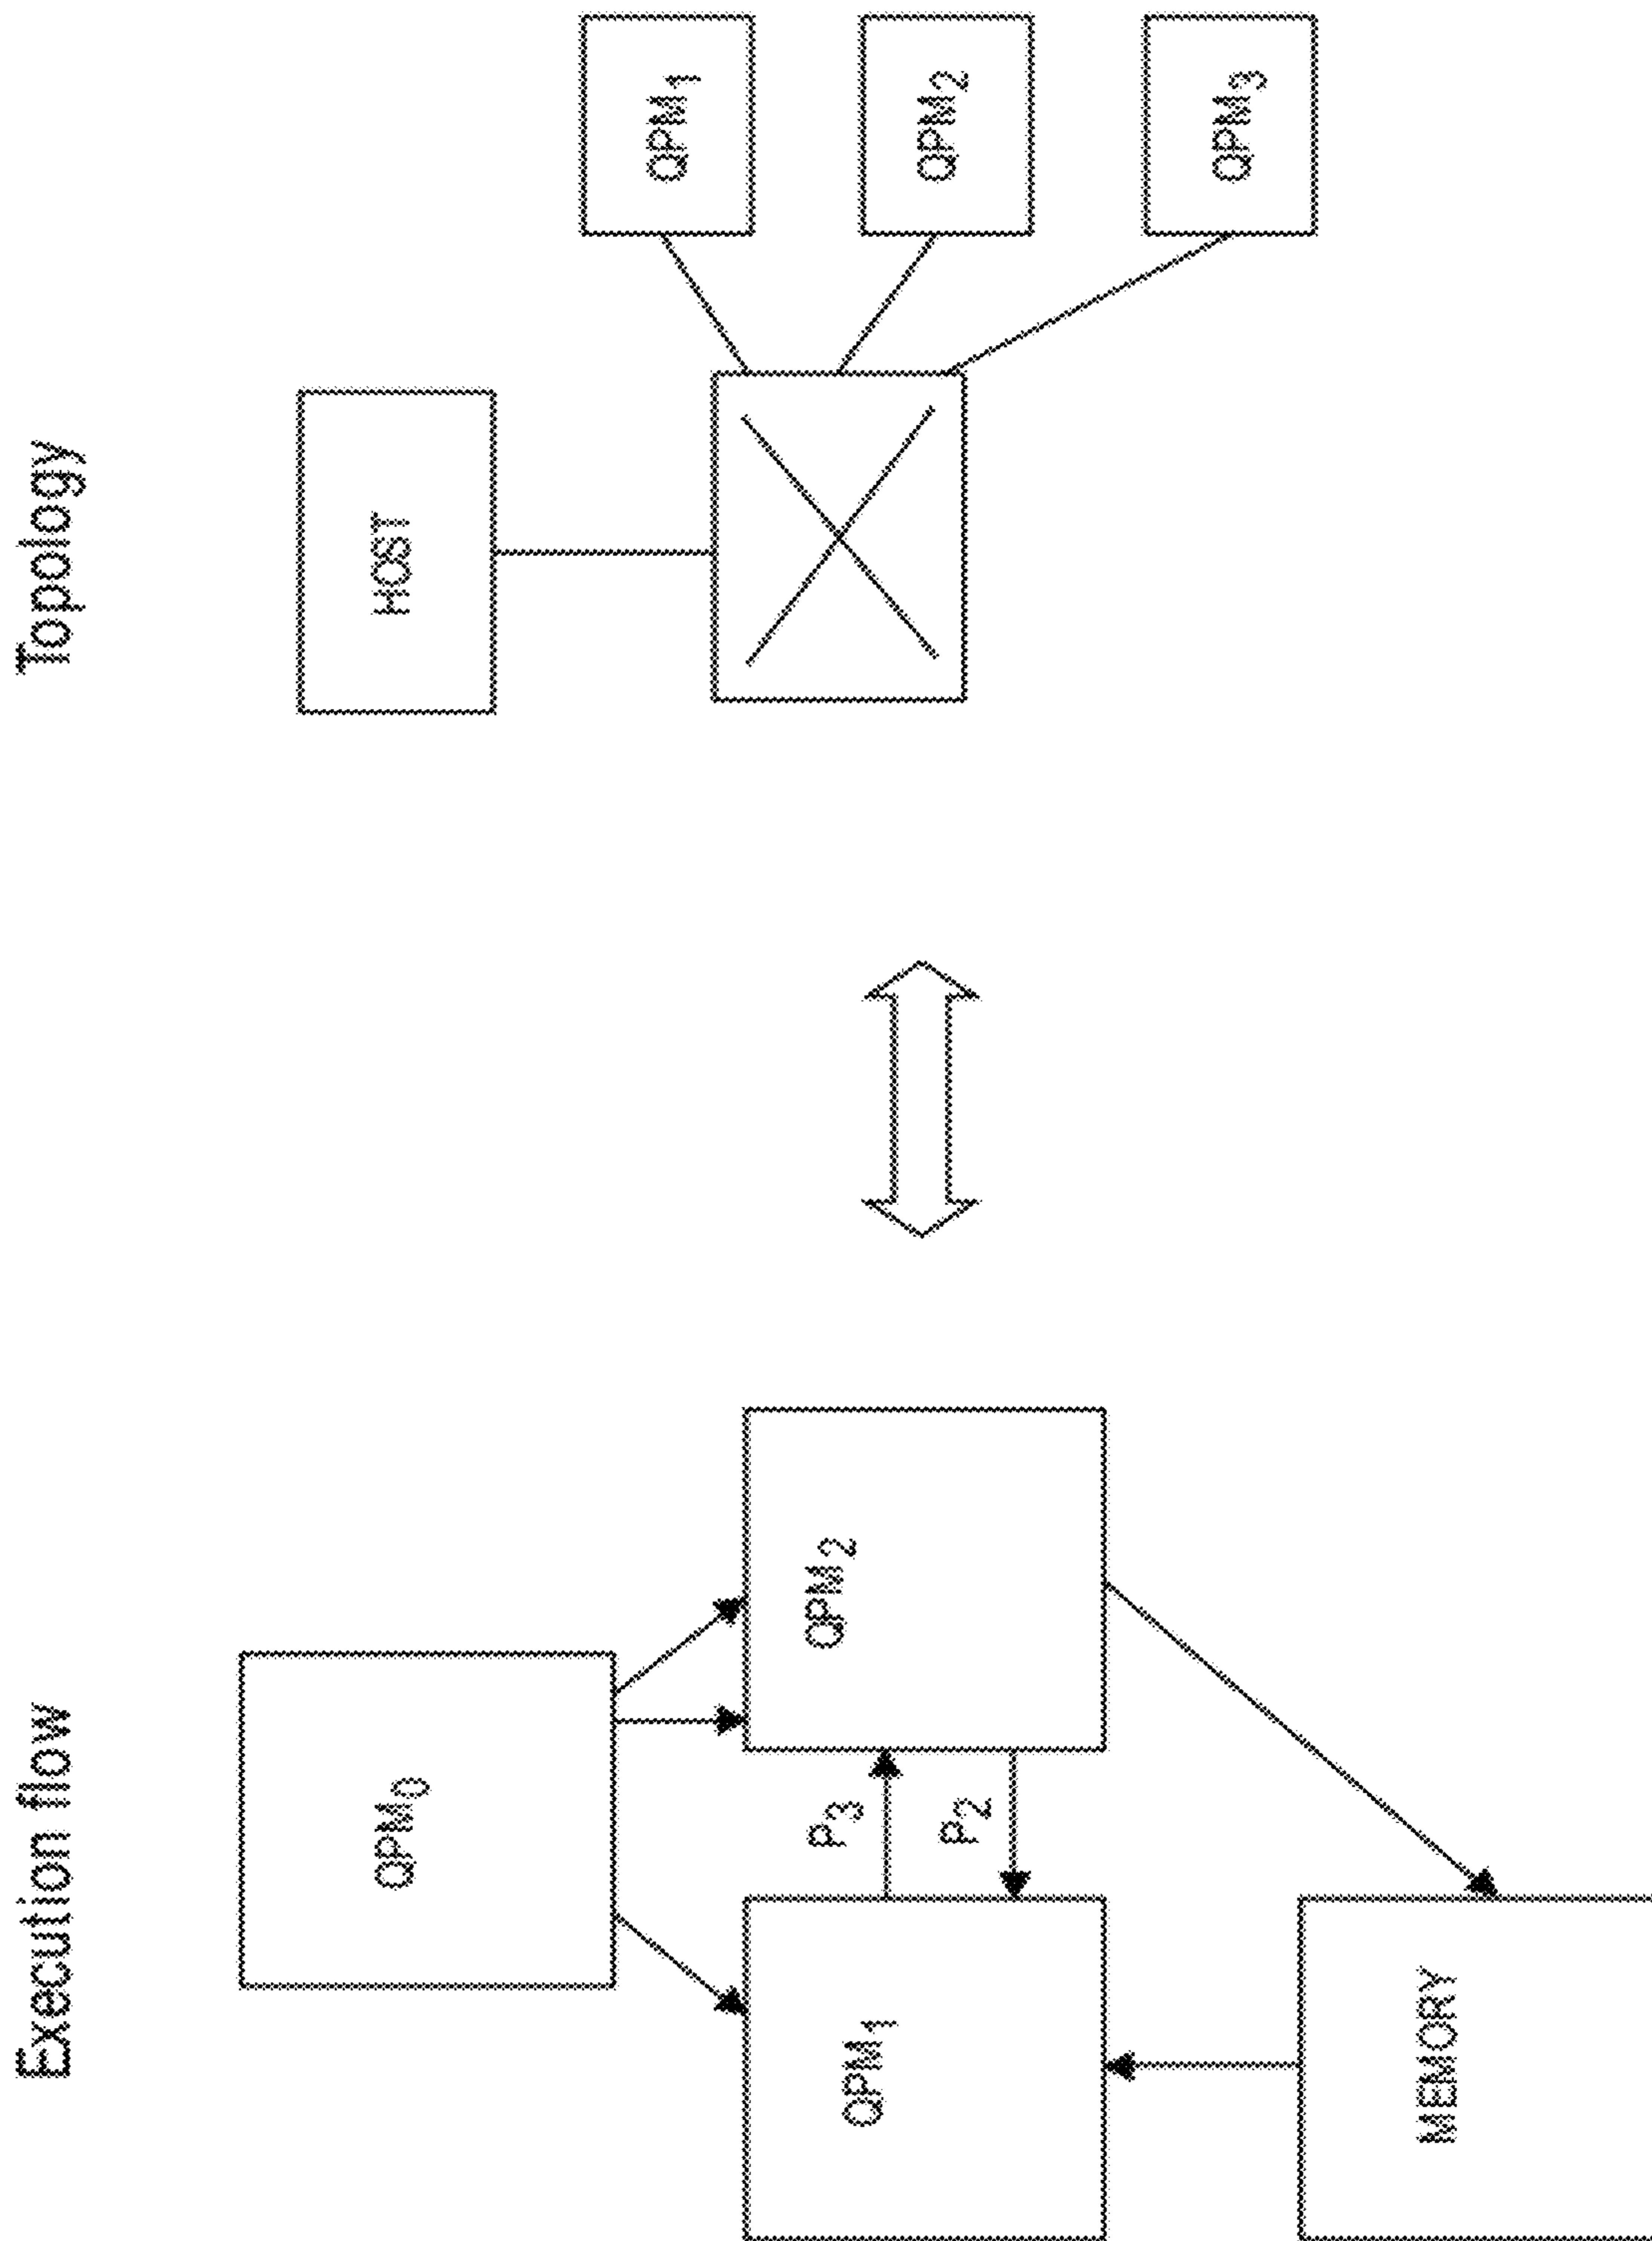 Execution flow
QPM0
QPM1
P3
P2
QPM2
MEMORY
Topology
HOST
QPM1
QPM2
QPM3